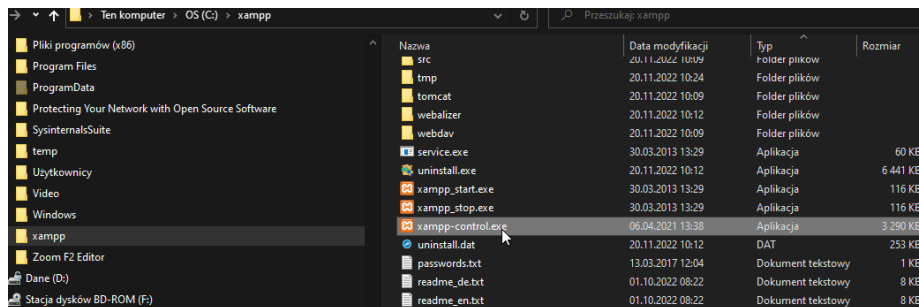 Ten komputer > OS (C:) > xampp
Przeszukaj: xampp
Pliki programów (x86)
Program Files
ProgramData
Protecting Your Network with Open Source Software
SysinternalsSuite
temp
Użytkownicy
Video
Windows
xampp
Zoom F2 Editor
Dane (D:)
Stacja dysków BD-ROM (F:)
Nazwa Data modyfikacji Typ Rozmiar
src 20.11.2022 10:09 Folder plików
tmp 20.11.2022 10:24 Folder plików
tomcat 20.11.2022 10:09 Folder plików
webalizer 20.11.2022 10:12 Folder plików
webdav 20.11.2022 10:09 Folder plików
service.exe 30.03.2013 13:29 Aplikacja 60 KB
uninstall.exe 20.11.2022 10:12 Aplikacja 6 441 KB
xampp_start.exe 30.03.2013 13:29 Aplikacja 116 KB
xampp_stop.exe 30.03.2013 13:29 Aplikacja 116 KB
xampp-control.exe 06.04.2021 13:38 Aplikacja 3 290 KB
uninstall.dat 20.11.2022 10:12 DAT 253 KB
passwords.txt 13.03.2017 12:04 Dokument tekstowy 1 KB
readme_de.txt 01.10.2022 08:22 Dokument tekstowy 8 KB
readme_en.txt 01.10.2022 08:22 Dokument tekstowy 8 KB